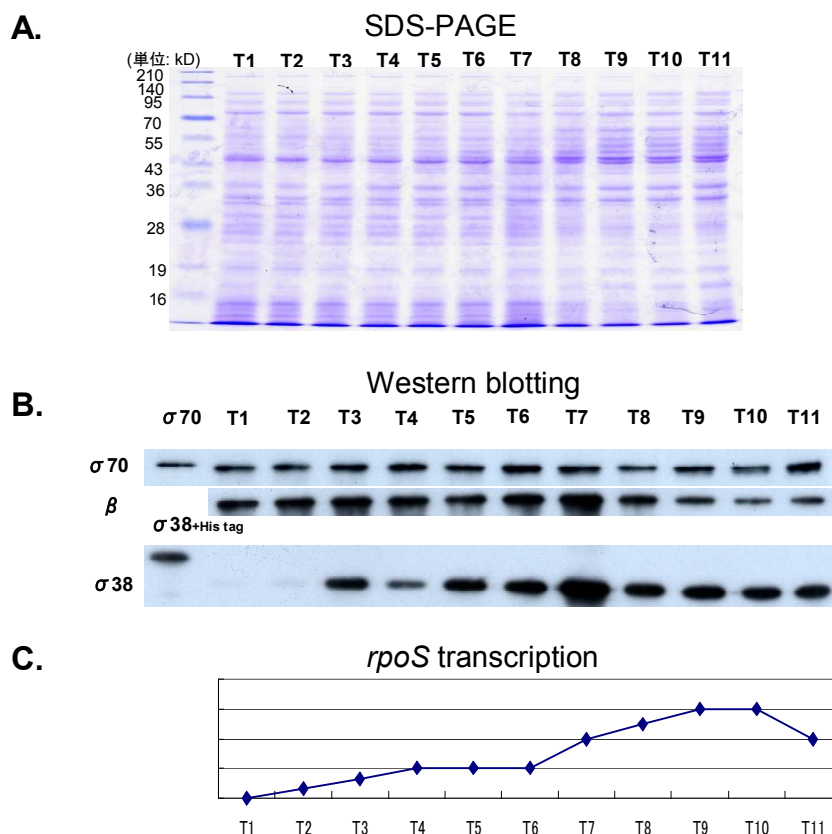 A.
SDS-PAGE
(単位: kD) T1 T2 T3 T4 T5 T6 T7 T8 T9 T10 T11
210
140
95
70
55
43
36
28
19
16
Western blotting
B.
σ70 T1 T2 T3 T4 T5 T6 T7 T8 T9 T10 T11
σ70
β
σ38+His tag
σ38
C.
rpoS transcription
T1 T2 T3 T4 T5 T6 T7 T8 T9 T10 T11